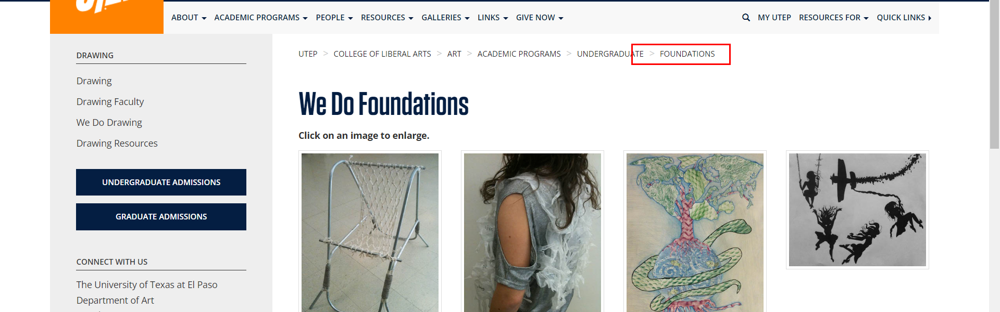 ABOUT ACADEMIC PROGRAMS PEOPLE RESOURCES GALLERIES LINKS GIVE NOW MY UTEP RESOURCES FOR QUICK LINKS
DRAWING
Drawing
Drawing Faculty
We Do Drawing
Drawing Resources
UNDERGRADUATE ADMISSIONS
GRADUATE ADMISSIONS
CONNECT WITH US
The University of Texas at El Paso
Department of Art
UTEP > COLLEGE OF LIBERAL ARTS > ART > ACADEMIC PROGRAMS > UNDERGRADUATE > FOUNDATIONS
We Do Foundations
Click on an image to enlarge.